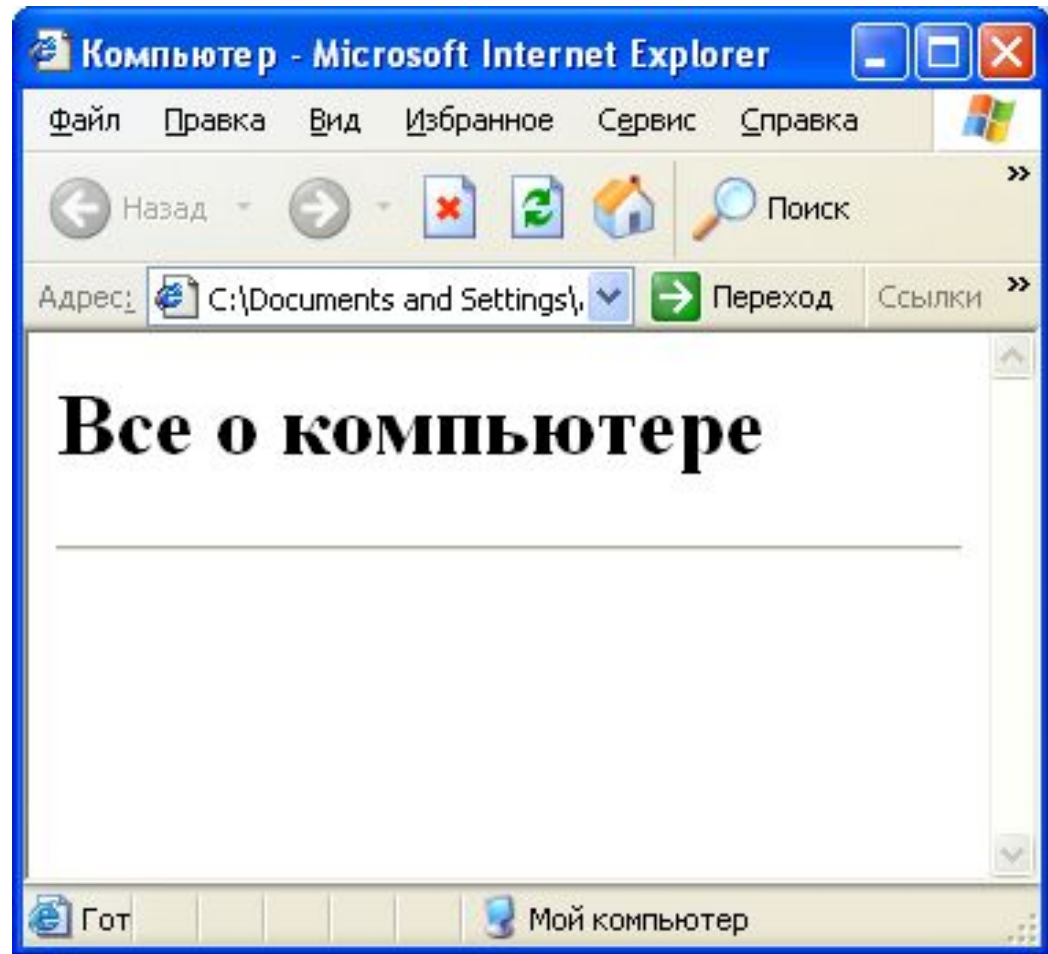 Компьютер - Microsoft Internet Explorer
Файл Правка Вид Избранное Сервис Справка
Назад Поиск »
Адрес: C:\Documents and Settings\ Переход Ссылки »
Все о компьютере
Гот Мой компьютер